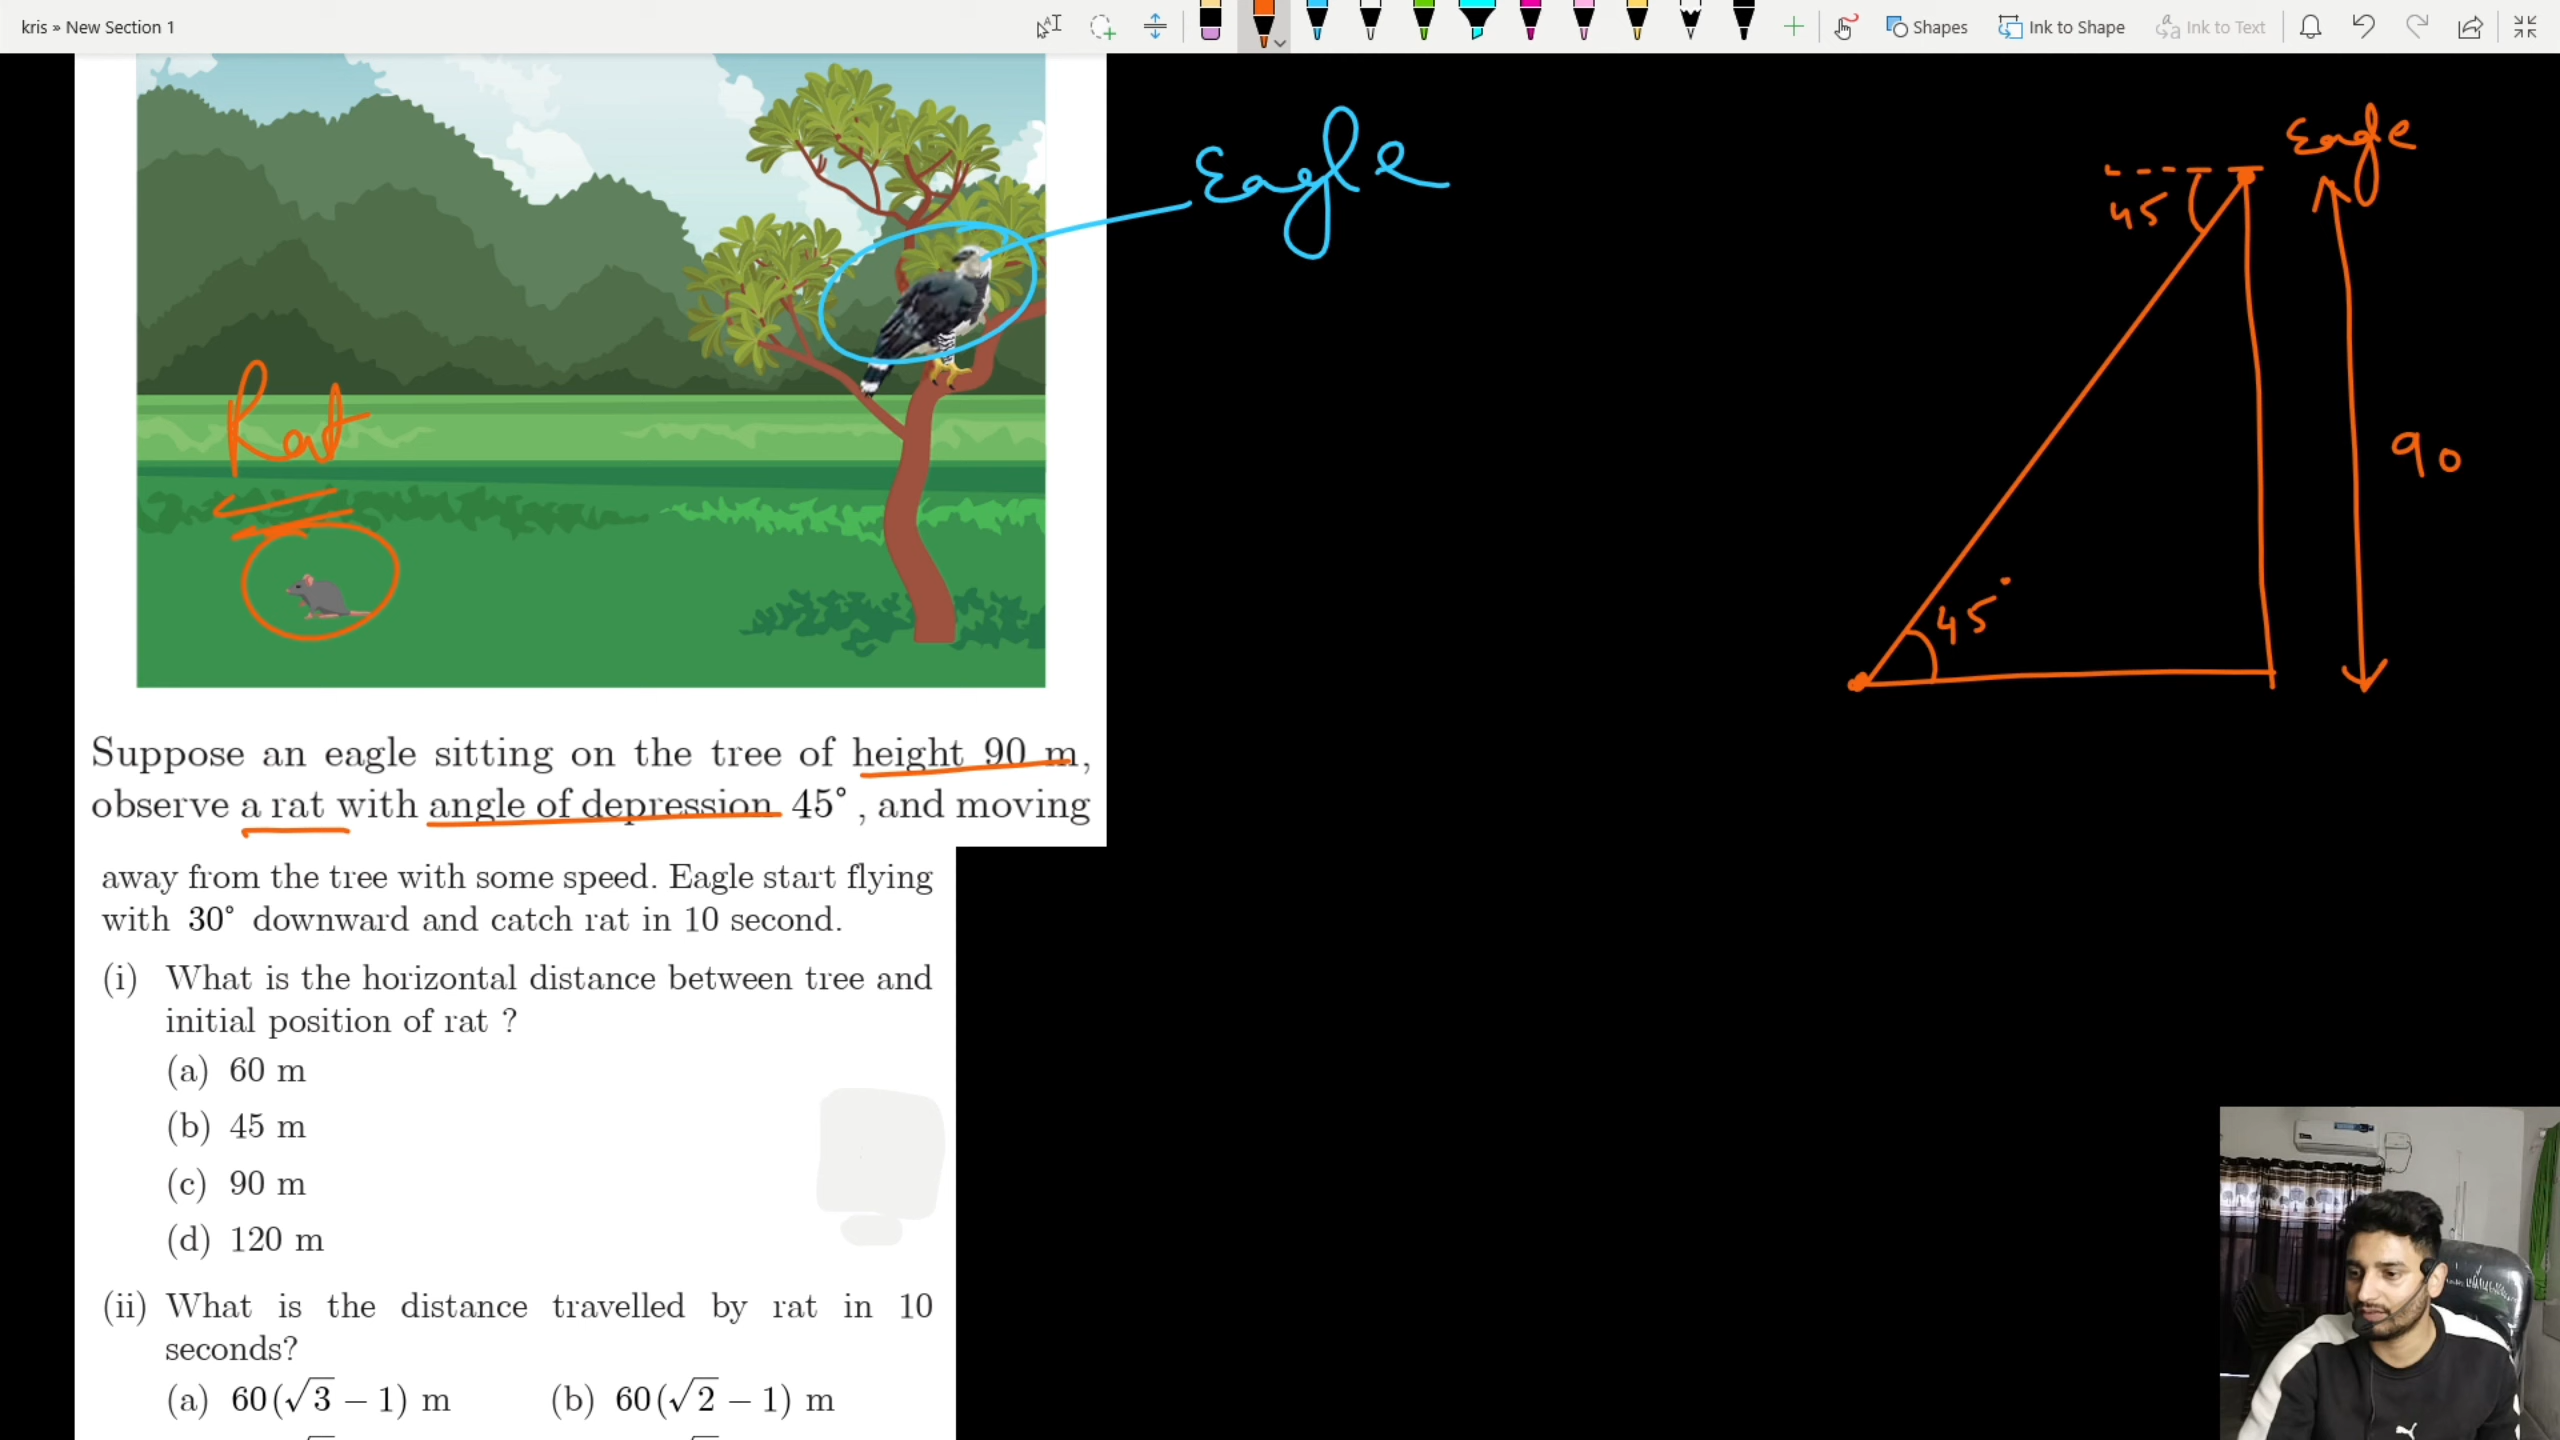 kris » New Section 1
Shapes
Ink to Shape
Ink to Text
Eagle
Rat
Eagle
45
90
45°
Suppose an eagle sitting on the tree of height 90 m,
observe a rat with angle of depression 45°, and moving
away from the tree with some speed. Eagle start flying
with 30° downward and catch rat in 10 second.
(i) What is the horizontal distance between tree and
initial position of rat ?
(a) 60 m
(b) 45 m
(c) 90 m
(d) 120 m
(ii) What is the distance travelled by rat in 10
seconds?
(a) 60(√3 − 1) m (b) 60(√2 − 1) m